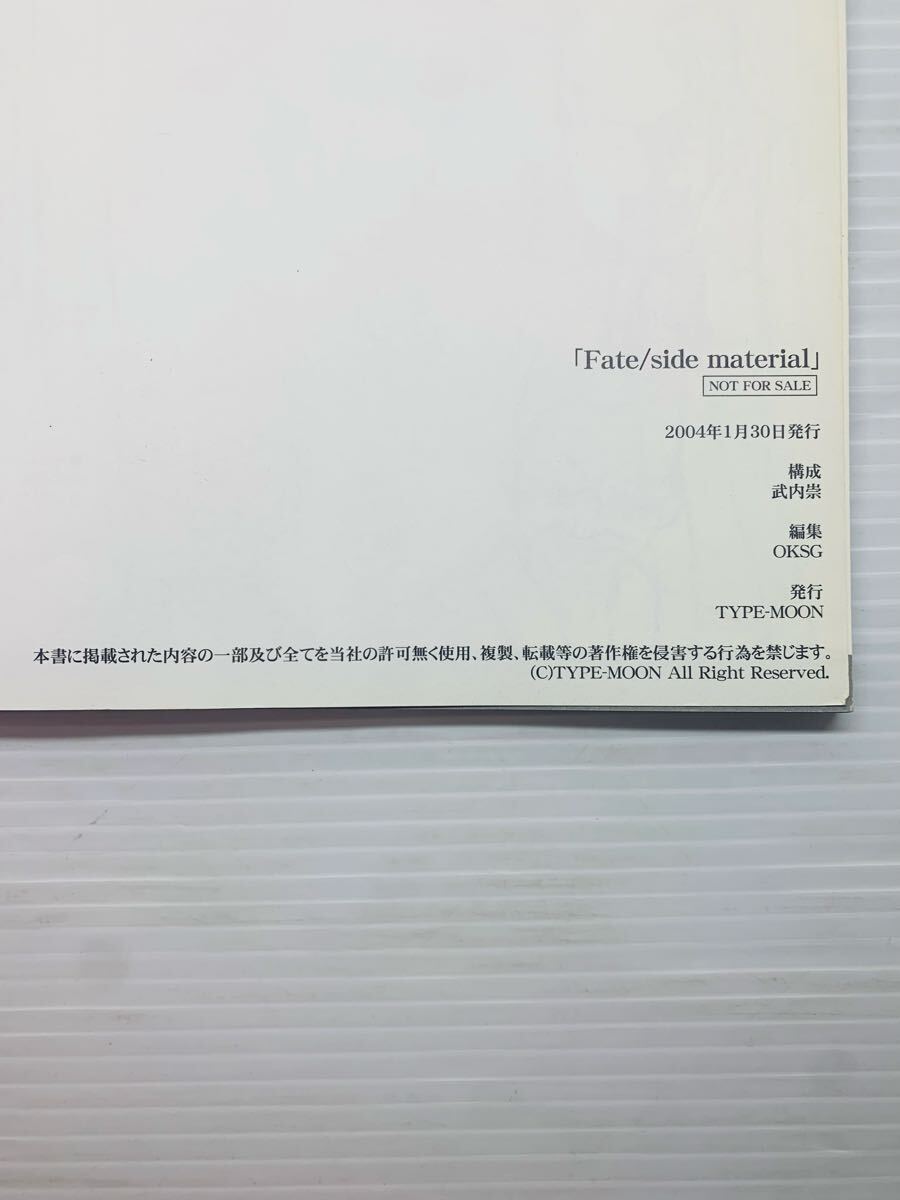 「Fate/side material」
NOT FOR SALE
2004年1月30日発行
構成
武内崇
編集
OKSG
発行
TYPE-MOON
本書に掲載された内容の一部及び全てを当社の許可無く使用、複製、転載等の著作権を侵害する行為を禁じます。
(C)TYPE-MOON All Right Reserved.